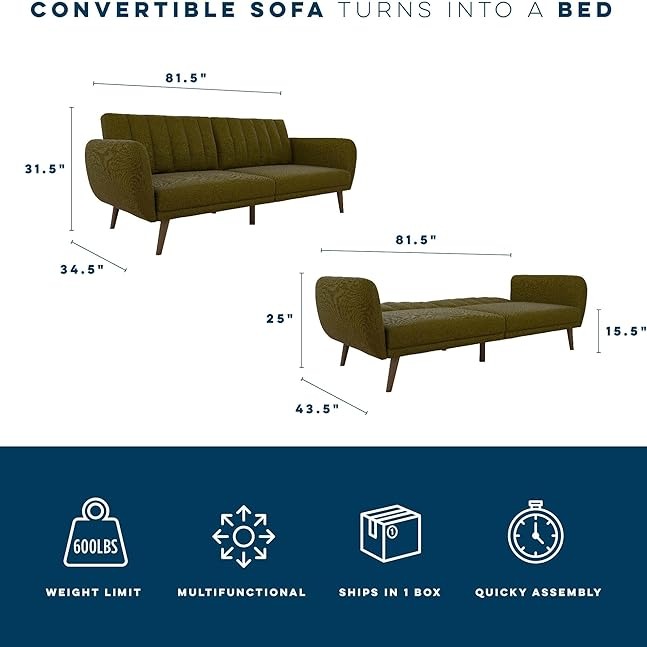 CONVERTIBLE SOFA TURNS INTO A BED
81.5"
31.5"
34.5"
81.5"
25"
15.5"
43.5"
600LBS
WEIGHT LIMIT
MULTIFUNCTIONAL
SHIPS IN 1 BOX
QUICKY ASSEMBLY